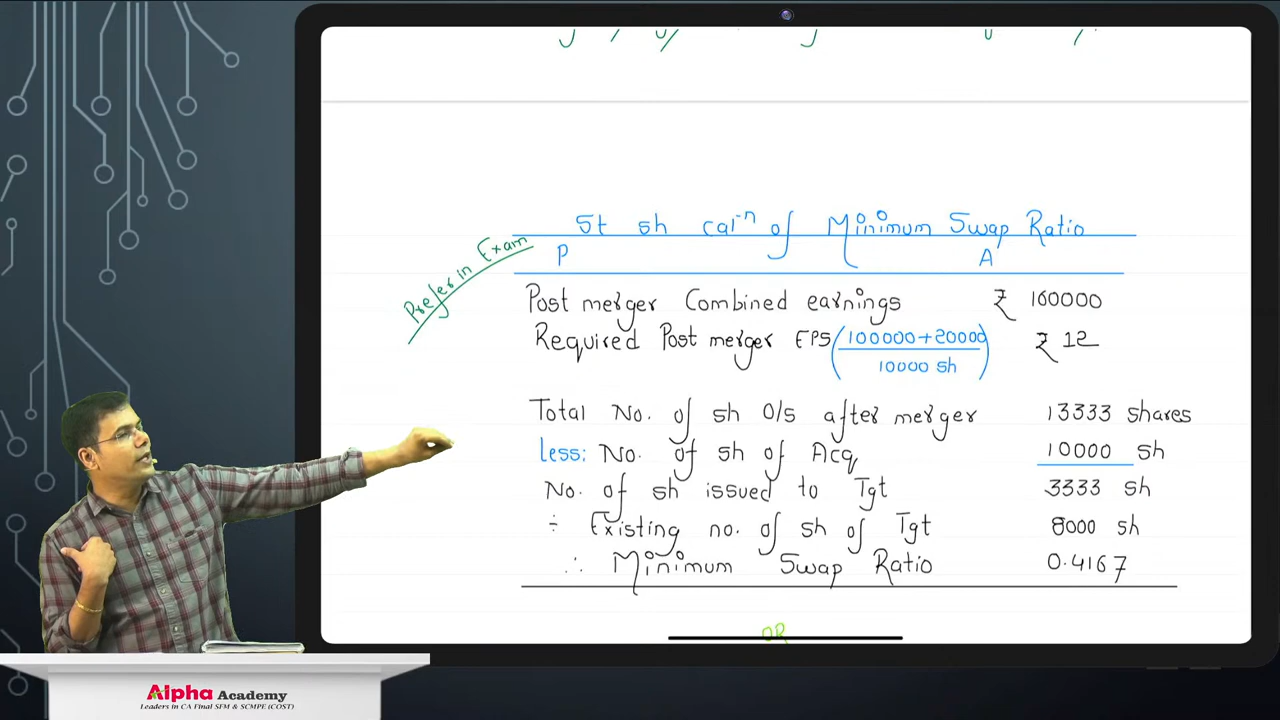 St sh calⁿ of Minimum Swap Ratio
P A
Prefer in Exam
Post merger Combined earnings ₹ 160000
Required Post merger EPS (100000+20000 / 10000 sh) ₹ 12
Total No. of sh O/s after merger 13333 shares
less: No. of sh of Acq 10000 sh
No. of sh issued to Tgt 3333 sh
÷ Existing no. of sh of Tgt 8000 sh
∴ Minimum Swap Ratio 0.4167
OR
Alpha Academy
Leaders in CA Final SFM & SCMPE (COST)